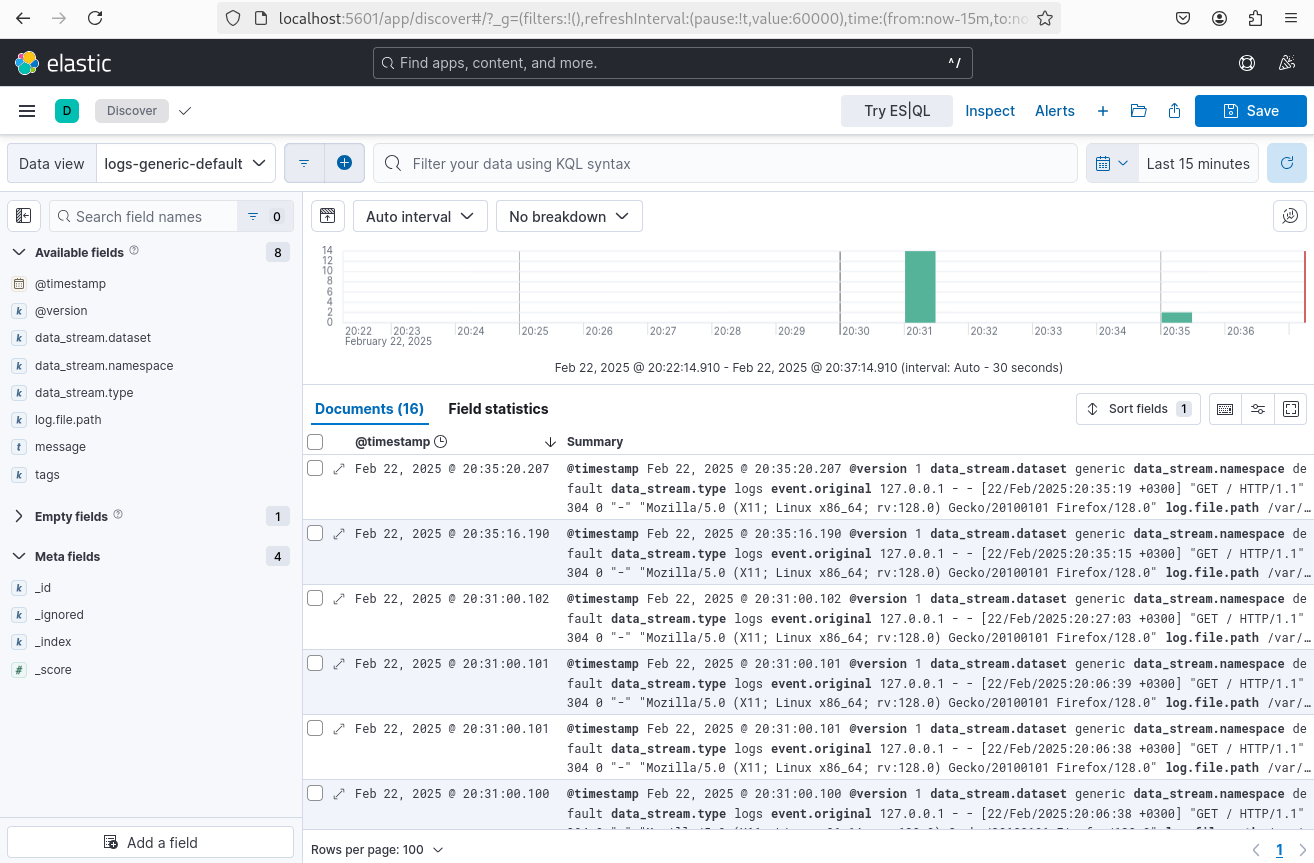 localhost:5601/app/discover#/?_g=(filters:!(),refreshInterval:(pause:!t,value:60000),time:(from:now-15m,to:no
elastic
Find apps, content, and more.
^/
D
Discover
Try ES|QL
Inspect
Alerts
Save
Data view
logs-generic-default
Filter your data using KQL syntax
Last 15 minutes
Search field names
0
Available fields
8
@timestamp
@version
data_stream.dataset
data_stream.namespace
data_stream.type
log.file.path
message
tags
Empty fields
1
Meta fields
4
_id
_ignored
_index
_score
Add a field
Auto interval
No breakdown
14
12
10
8
6
4
2
0
20:22 20:23 20:24 20:25 20:26 20:27 20:28 20:29 20:30 20:31 20:32 20:33 20:34 20:35 20:36
February 22, 2025
Feb 22, 2025 @ 20:22:14.910 - Feb 22, 2025 @ 20:37:14.910 (interval: Auto - 30 seconds)
Documents (16)
Field statistics
Sort fields 1
@timestamp
Summary
Feb 22, 2025 @ 20:35:20.207
@timestamp Feb 22, 2025 @ 20:35:20.207 @version 1 data_stream.dataset generic data_stream.namespace de
fault data_stream.type logs event.original 127.0.0.1 - - [22/Feb/2025:20:35:19 +0300] "GET / HTTP/1.1"
304 0 "-" "Mozilla/5.0 (X11; Linux x86_64; rv:128.0) Gecko/20100101 Firefox/128.0" log.file.path /var/…
Feb 22, 2025 @ 20:35:16.190
@timestamp Feb 22, 2025 @ 20:35:16.190 @version 1 data_stream.dataset generic data_stream.namespace de
fault data_stream.type logs event.original 127.0.0.1 - - [22/Feb/2025:20:35:15 +0300] "GET / HTTP/1.1"
304 0 "-" "Mozilla/5.0 (X11; Linux x86_64; rv:128.0) Gecko/20100101 Firefox/128.0" log.file.path /var/…
Feb 22, 2025 @ 20:31:00.102
@timestamp Feb 22, 2025 @ 20:31:00.102 @version 1 data_stream.dataset generic data_stream.namespace de
fault data_stream.type logs event.original 127.0.0.1 - - [22/Feb/2025:20:27:03 +0300] "GET / HTTP/1.1"
304 0 "-" "Mozilla/5.0 (X11; Linux x86_64; rv:128.0) Gecko/20100101 Firefox/128.0" log.file.path /var/…
Feb 22, 2025 @ 20:31:00.101
@timestamp Feb 22, 2025 @ 20:31:00.101 @version 1 data_stream.dataset generic data_stream.namespace de
fault data_stream.type logs event.original 127.0.0.1 - - [22/Feb/2025:20:06:39 +0300] "GET / HTTP/1.1"
304 0 "-" "Mozilla/5.0 (X11; Linux x86_64; rv:128.0) Gecko/20100101 Firefox/128.0" log.file.path /var/…
Feb 22, 2025 @ 20:31:00.101
@timestamp Feb 22, 2025 @ 20:31:00.101 @version 1 data_stream.dataset generic data_stream.namespace de
fault data_stream.type logs event.original 127.0.0.1 - - [22/Feb/2025:20:06:38 +0300] "GET / HTTP/1.1"
304 0 "-" "Mozilla/5.0 (X11; Linux x86_64; rv:128.0) Gecko/20100101 Firefox/128.0" log.file.path /var/…
Feb 22, 2025 @ 20:31:00.100
@timestamp Feb 22, 2025 @ 20:31:00.100 @version 1 data_stream.dataset generic data_stream.namespace de
fault data_stream.type logs event.original 127.0.0.1 - - [22/Feb/2025:20:06:38 +0300] "GET / HTTP/1.1"
Rows per page: 100
1